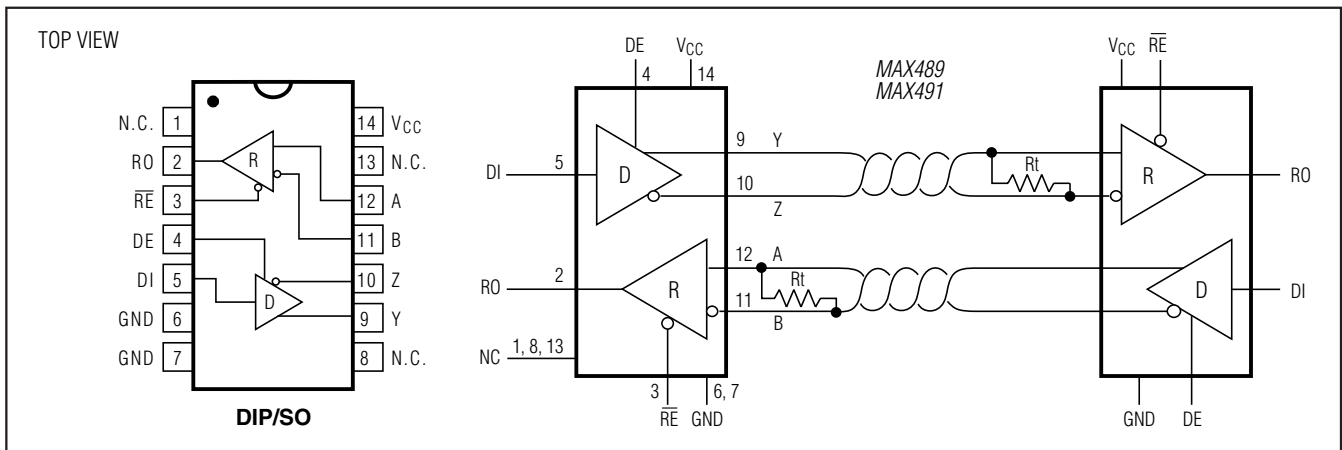 TOP VIEW
N.C. 1
RO 2
RE 3
DE 4
DI 5
GND 6
GND 7
14 VCC
13 N.C.
12 A
11 B
10 Z
9 Y
8 N.C.
R
D
DIP/SO
DE
4
VCC
14
MAX489
MAX491
VCC
RE
DI
5
D
9 Y
10
Z
Rt
R
RO
RO
2
R
12 A
11
B
Rt
D
DI
NC
1, 8, 13
3
RE
6, 7
GND
GND
DE